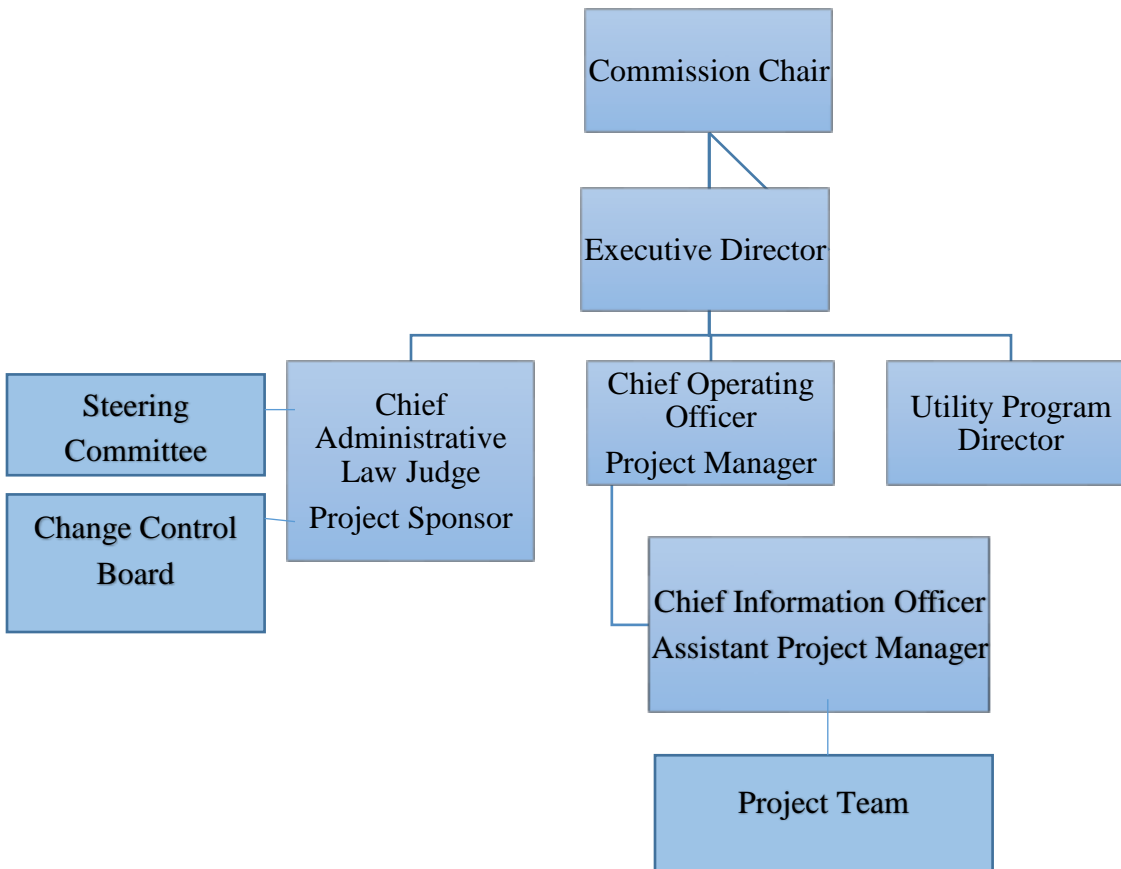 Commission Chair
Executive Director
Steering
Committee
Change Control
Board
Chief
Administrative
Law Judge
Project Sponsor
Chief Operating
Officer
Project Manager
Utility Program
Director
Chief Information Officer
Assistant Project Manager
Project Team